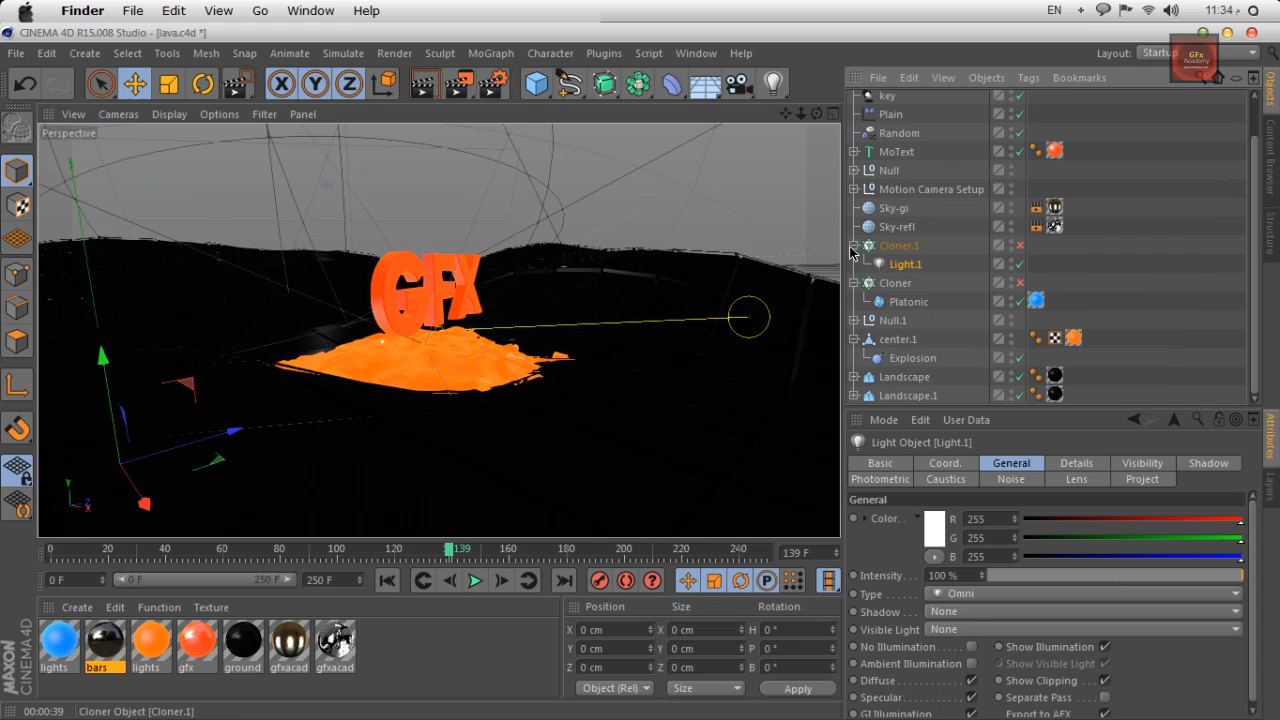 Finder File Edit View Go Window Help EN 11:34 م
CINEMA 4D R15.008 Studio - [lava.c4d *]
File Edit Create Select Tools Mesh Snap Animate Simulate Render Sculpt MoGraph Character Plugins Script Window Help Layout: Startup
GFx
Academy
X Y Z
File Edit View Objects Tags Bookmarks
View Cameras Display Options Filter Panel
Perspective
GFX
Y
Z
X
key
Plain
Random
MoText
Null
Motion Camera Setup
Sky-gi
Sky-refl
Cloner.1
Light.1
Cloner
Platonic
Null.1
center.1
Explosion
Landscape
Landscape.1
Objects
Content Browser
Structure
Attributes
Layers
Mode Edit User Data
Light Object [Light.1]
Basic Coord. General Details Visibility Shadow
Photometric Caustics Noise Lens Project
General
Color. . R 255
G 255
B 255
Intensity. . . . 100 %
Type . . . . . . . Omni
Shadow. . . . . None
Visible Light . None
No Illumination. . . . . Show Illumination
Ambient Illumination Show Visible Light
Diffuse . . . . . . . . . Show Clipping
Specular. . . . . . . . Separate Pass
GI Illumination Export to AFX
0 20 40 60 80 100 120 139 160 180 200 220 240 139 F
0 F 0 F 250 F 250 F
P
Create Edit Function Texture
lights bars lights gfx ground gfxacad gfxacad
Position Size Rotation
X 0 cm X 0 cm H 0 °
Y 0 cm Y 0 cm P 0 °
Z 0 cm Z 0 cm B 0 °
Object (Rel) Size Apply
MAXON
CINEMA 4D
00:00:39 Cloner Object [Cloner.1]